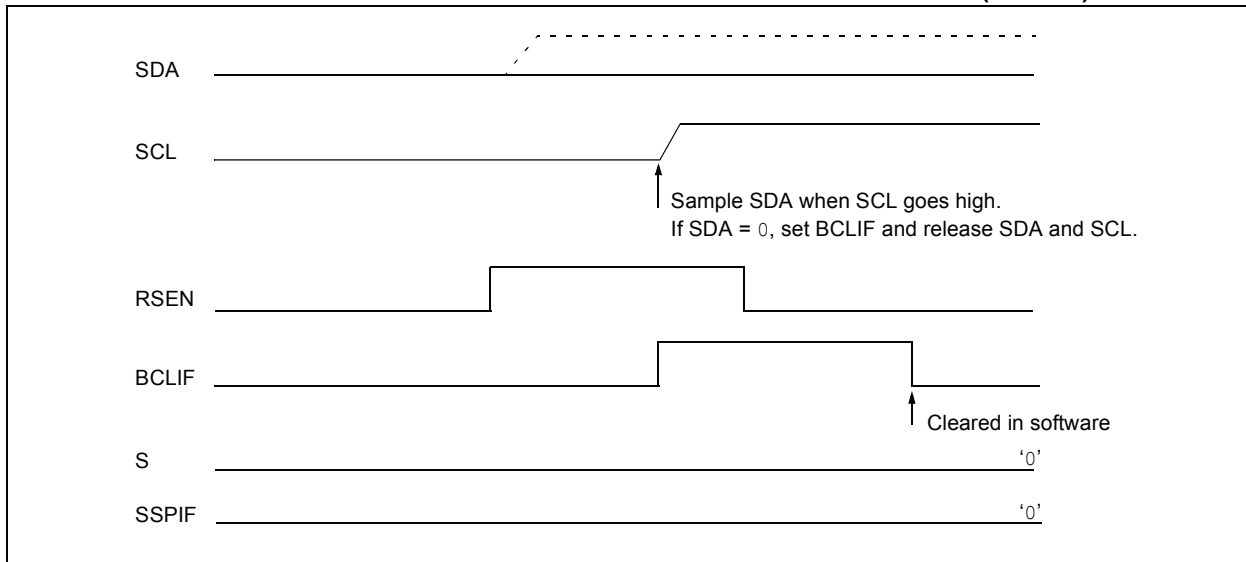 SDA
SCL
Sample SDA when SCL goes high.
If SDA = 0, set BCLIF and release SDA and SCL.
RSEN
BCLIF
Cleared in software
S
‘0’
SSPIF
‘0’